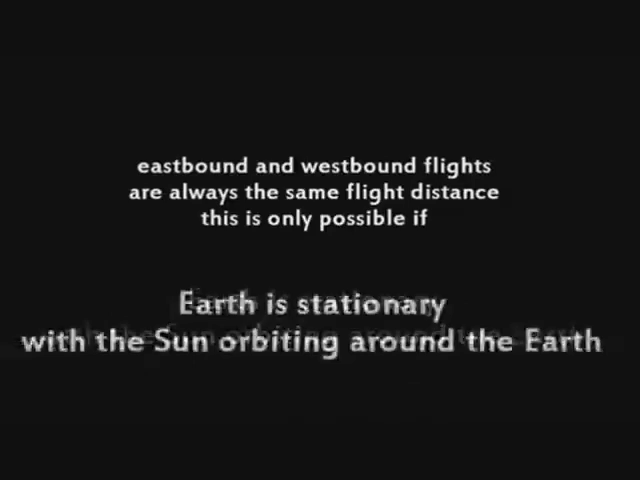 eastbound and westbound flights
are always the same flight distance
this is only possible if
Earth is stationary
with the Sun orbiting around the Earth